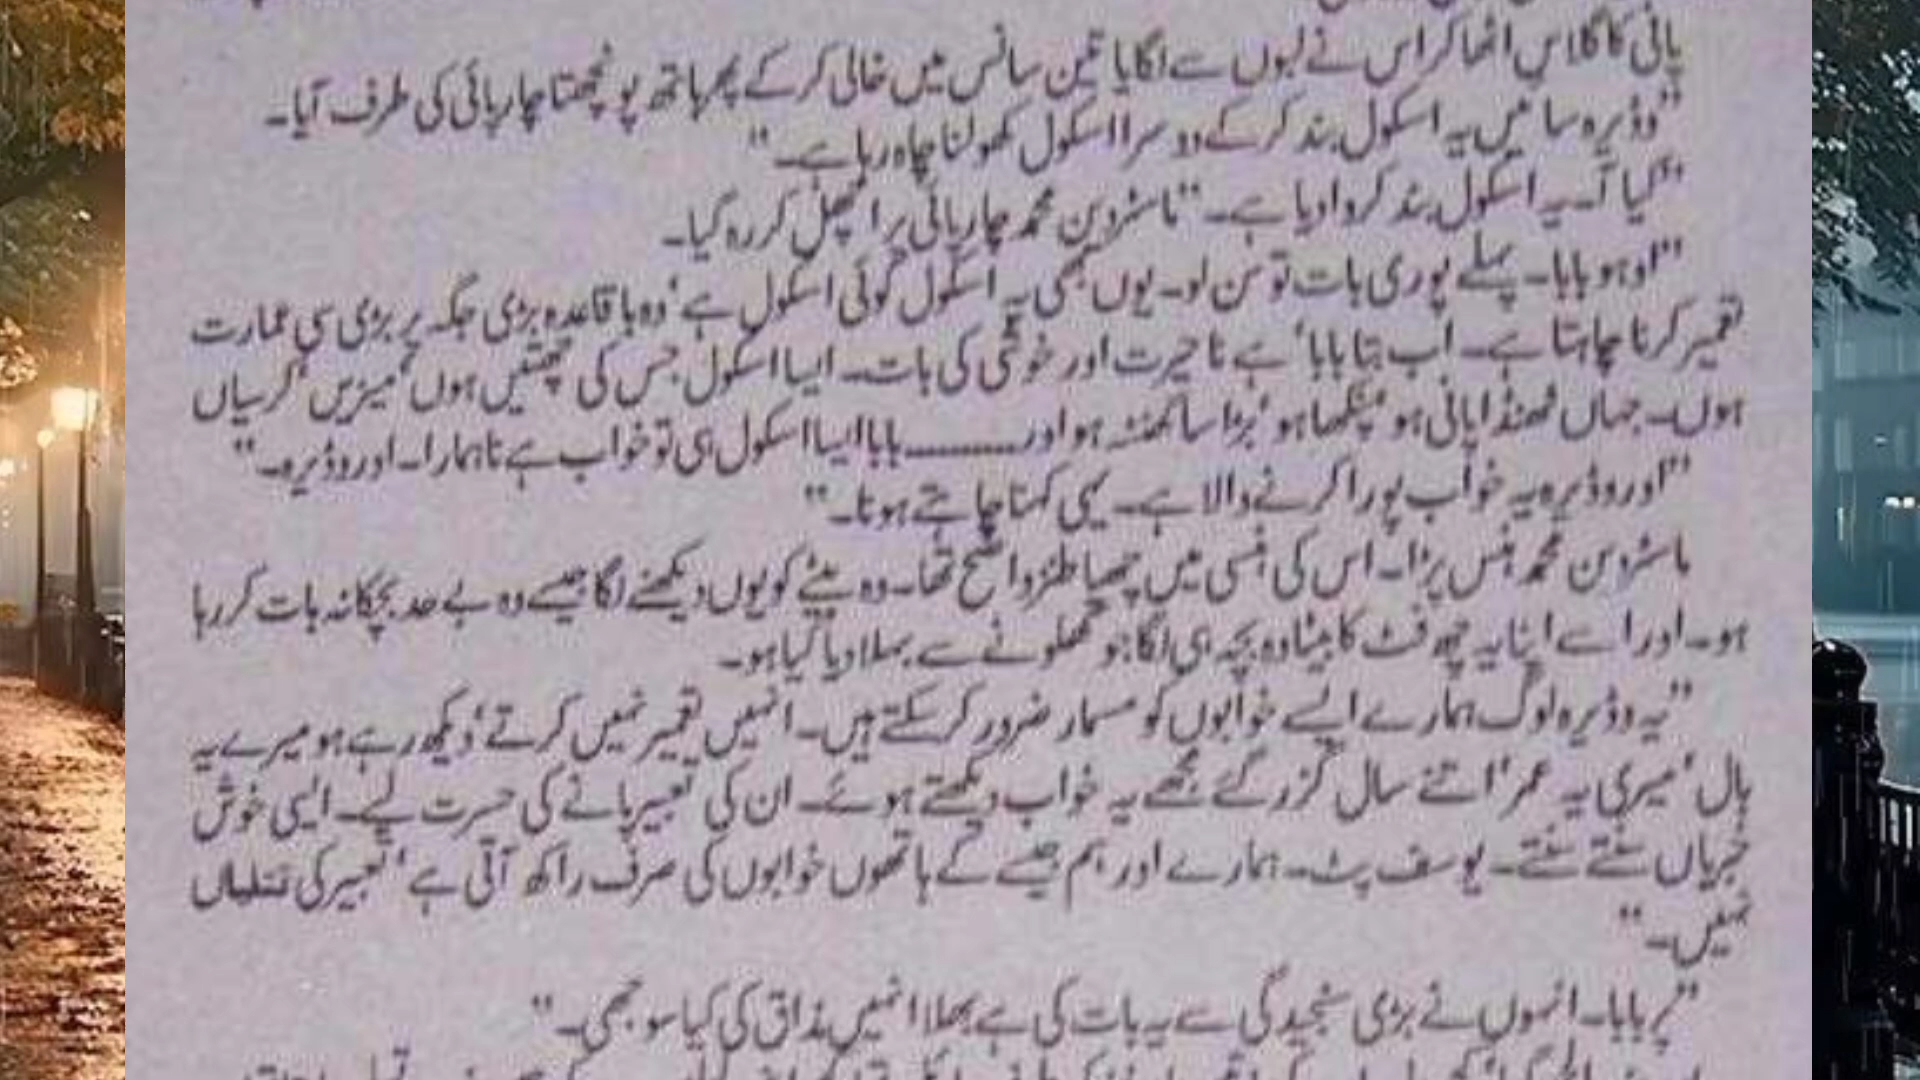 پانی کا گلاس اٹھا کر اس نے لبوں سے لگایا تین سانس میں خالی کر کے پھر ہاتھ پونچھتا چارپائی کی طرف آیا۔
"وڈیرہ سائیں یہ اسکول بند کر کے دوسرا اسکول کھولنا چاہ رہا ہے۔"
"کیا آ۔ یہ اسکول بند کروا دیا ہے۔" ماسٹر دین محمد چارپائی پر اچھل کر رہ گیا۔
"اوہو بابا۔ پہلے پوری بات تو سن لو۔ یوں بھی یہ اسکول کوئی اسکول ہے' وہ باقاعدہ بڑی جگہ پر بڑی سی عمارت
تعمیر کرنا چاہتا ہے۔ اب بتا بابا' ہے نا حیرت اور خوشی کی بات۔ ایسا اسکول جس کی چھتیں ہوں' میزیں' کرسیاں
ہوں۔ جہاں ٹھنڈا پانی ہو' پنکھا ہو' بڑا سا گھنٹہ ہو اور ............ بابا ایسا اسکول ہی تو خواب ہے نا ہمارا۔ اور وڈیرہ۔"
"اور وڈیرہ یہ خواب پورا کرنے والا ہے۔ یہی کہنا چاہتے ہو نا۔"
ماسٹر دین محمد ہنس پڑا۔ اس کی ہنسی میں چھپا طنز واضح تھا۔ وہ بیٹے کو یوں دیکھنے لگا جیسے وہ بے حد بچکانہ بات کر رہا
ہو۔ اور اسے اپنا یہ چھ فٹ کا بیٹا وہ بچہ ہی لگا جو کھلونے سے بہلا دیا گیا ہو۔
"یہ وڈیرہ لوگ ہمارے ایسے خوابوں کو مسمار ضرور کر سکتے ہیں۔ انہیں تعمیر نہیں کرتے' دیکھ رہے ہو میرے یہ
بال' میری یہ عمر' اتنے سال گزر گئے مجھے یہ خواب دیکھتے ہوئے۔ ان کی تعبیر پانے کی حسرت لیے۔ ایسی خوش
خبریاں سنتے سنتے۔ یوسف پٹ۔ ہمارے اور ہم جیسے کے ہاتھوں خوابوں کی صرف راکھ آتی ہے' تعبیر کی تتلیاں
نہیں۔"
"پر بابا۔ انہوں نے بڑی سنجیدگی سے یہ بات کی ہے بھلا انہیں مذاق کی کیا سوجھی۔"